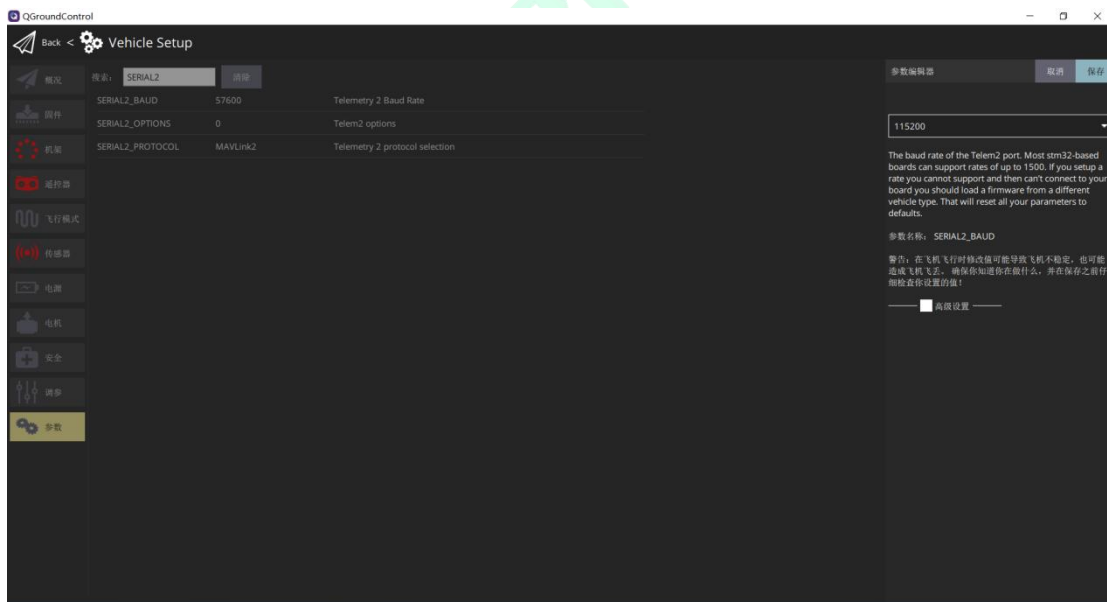 QGroundControl
Back < Vehicle Setup
概况
固件
机架
遥控器
飞行模式
传感器
电源
电机
安全
调参
参数
搜索: SERIAL2 清除
SERIAL2_BAUD 57600 Telemetry 2 Baud Rate
SERIAL2_OPTIONS 0 Telem2 options
SERIAL2_PROTOCOL MAVLink2 Telemetry 2 protocol selection
参数编辑器 取消 保存
115200
The baud rate of the Telem2 port. Most stm32-based
boards can support rates of up to 1500. If you setup a
rate you cannot support and then can't connect to your
board you should load a firmware from a different
vehicle type. That will reset all your parameters to
defaults.
参数名称: SERIAL2_BAUD
警告: 在飞机飞行时修改值可能导致飞机不稳定, 也可能
造成飞机飞丢。 确保你知道你在做什么, 并在保存之前仔
细检查你设置的值!
高级设置